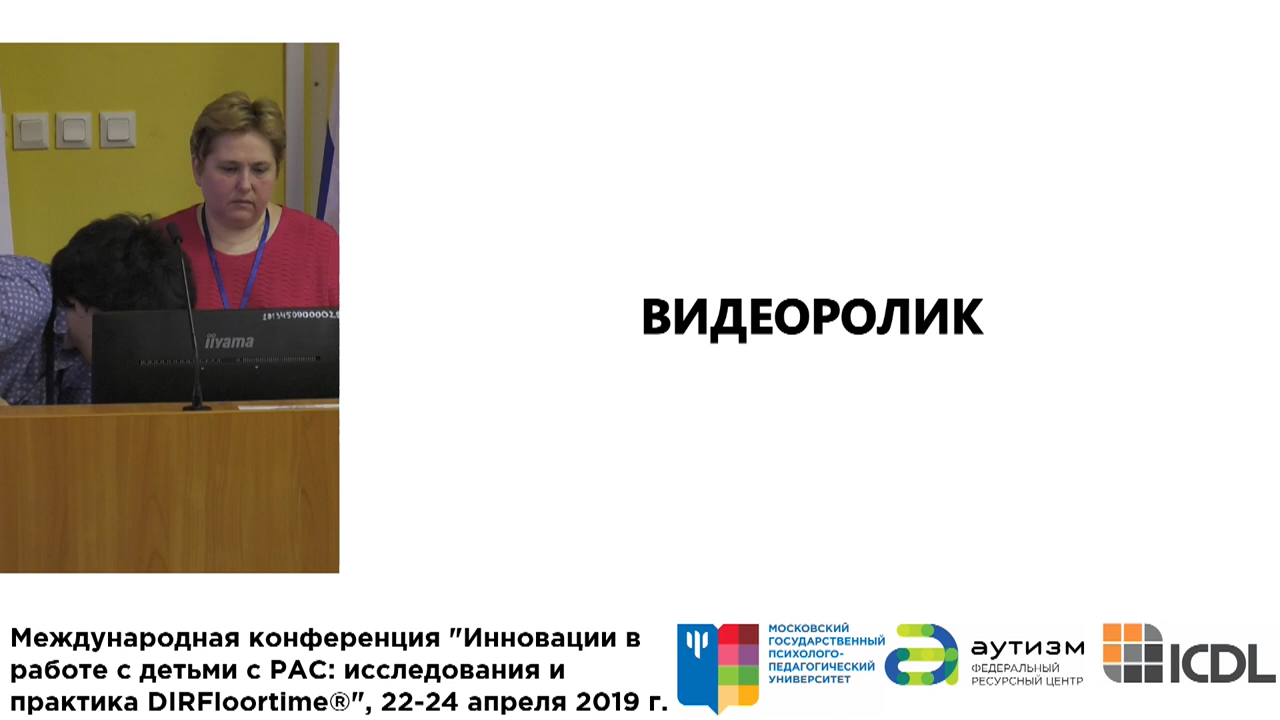 iiyama
ВИДЕОРОЛИК
Международная конференция "Инновации в
работе с детьми с РАС: исследования и
практика DIRFloortime®", 22-24 апреля 2019 г.
МОСКОВСКИЙ
ГОСУДАРСТВЕННЫЙ
ПСИХОЛОГО-
ПЕДАГОГИЧЕСКИЙ
УНИВЕРСИТЕТ
аутизм
ФЕДЕРАЛЬНЫЙ
РЕСУРСНЫЙ ЦЕНТР
ICDL